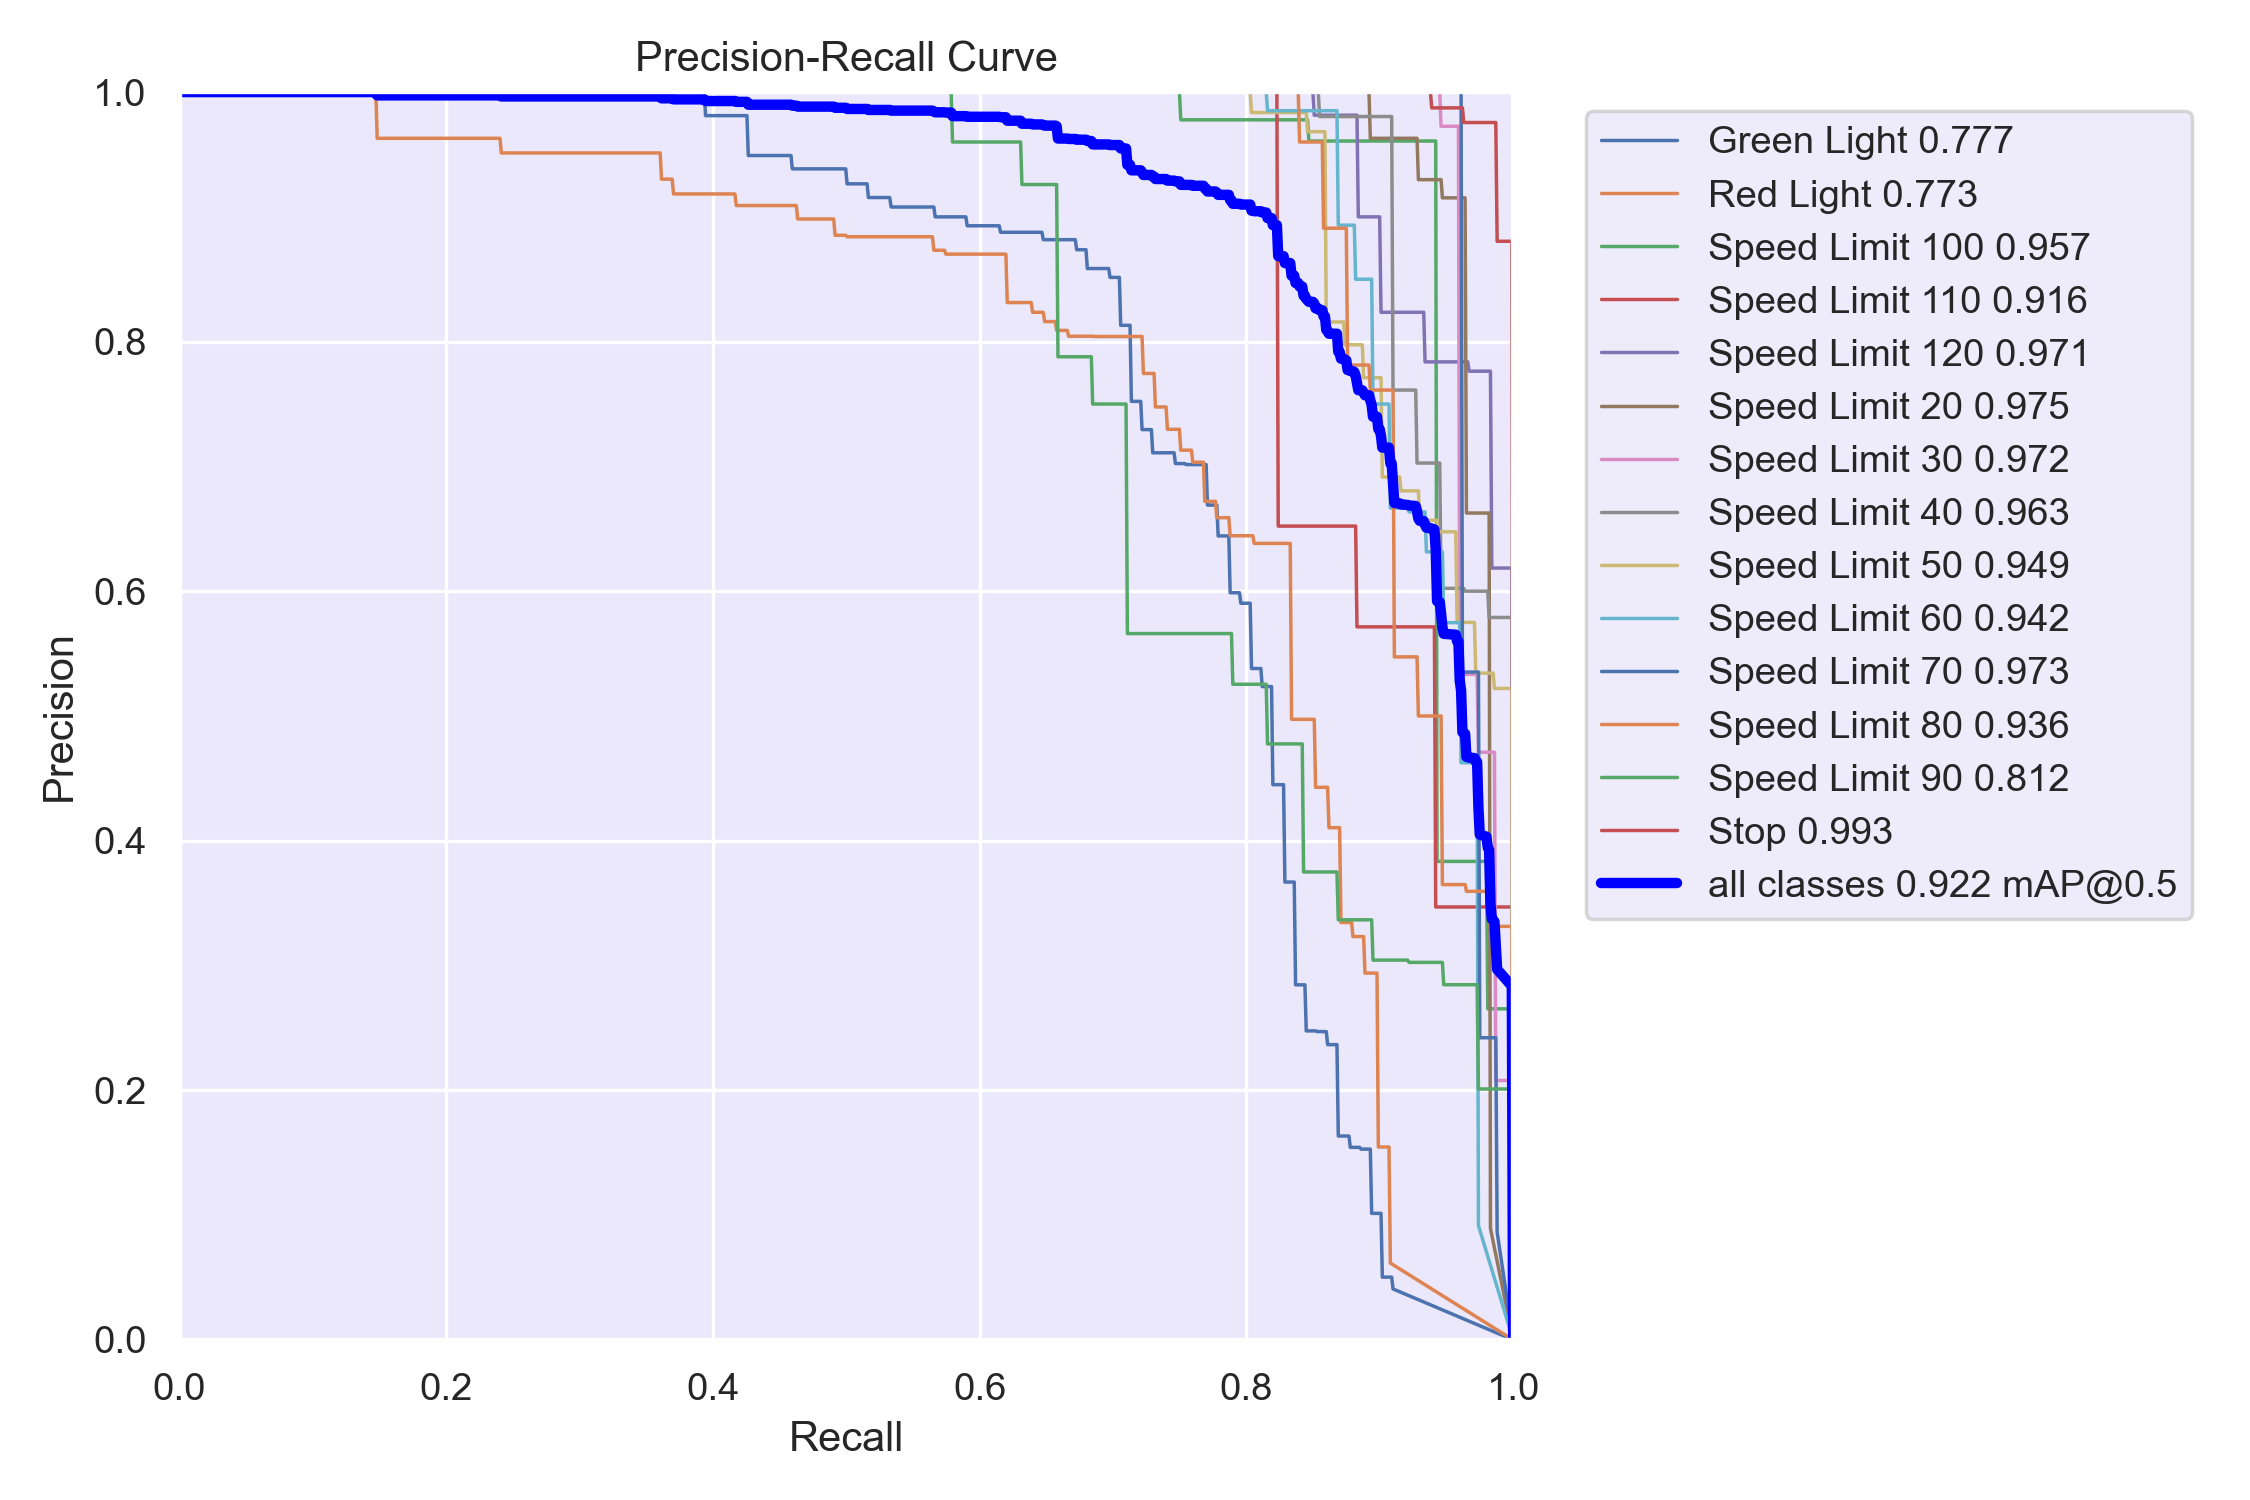 Precision-Recall Curve
1.0
0.8
0.6
0.4
0.2
0.0
Precision
0.0 0.2 0.4 0.6 0.8 1.0
Recall
Green Light 0.777
Red Light 0.773
Speed Limit 100 0.957
Speed Limit 110 0.916
Speed Limit 120 0.971
Speed Limit 20 0.975
Speed Limit 30 0.972
Speed Limit 40 0.963
Speed Limit 50 0.949
Speed Limit 60 0.942
Speed Limit 70 0.973
Speed Limit 80 0.936
Speed Limit 90 0.812
Stop 0.993
all classes 0.922 mAP@0.5